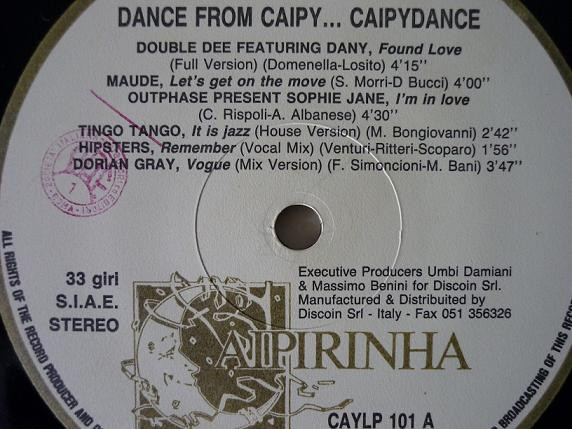 DANCE FROM CAIPY... CAIPYDANCE
DOUBLE DEE FEATURING DANY, Found Love
(Full Version) (Domenella-Losito) 4'15''
MAUDE, Let's get on the move (S. Morri-D Bucci) 4'00''
OUTPHASE PRESENT SOPHIE JANE, I'm in love
(C. Rispoli-A. Albanese) 4'30''
TINGO TANGO, It is jazz (House Version) (M. Bongiovanni) 2'42''
HIPSTERS, Remember (Vocal Mix) (Venturi-Ritteri-Scoparo) 1'56''
DORIAN GRAY, Vogue (Mix Version) (F. Simoncioni-M. Bani) 3'47''
33 giri
S.I.A.E.
STEREO
Executive Producers Umbi Damiani
& Massimo Benini for Discoin Srl.
Manufactured & Distribuited by
Discoin Srl - Italy - Fax 051 356326
CAIPIRINHA
CAYLP 101 A
ALL RIGHTS OF THE RECORD PRODUCER AND
BROADCASTING OF THIS RECO